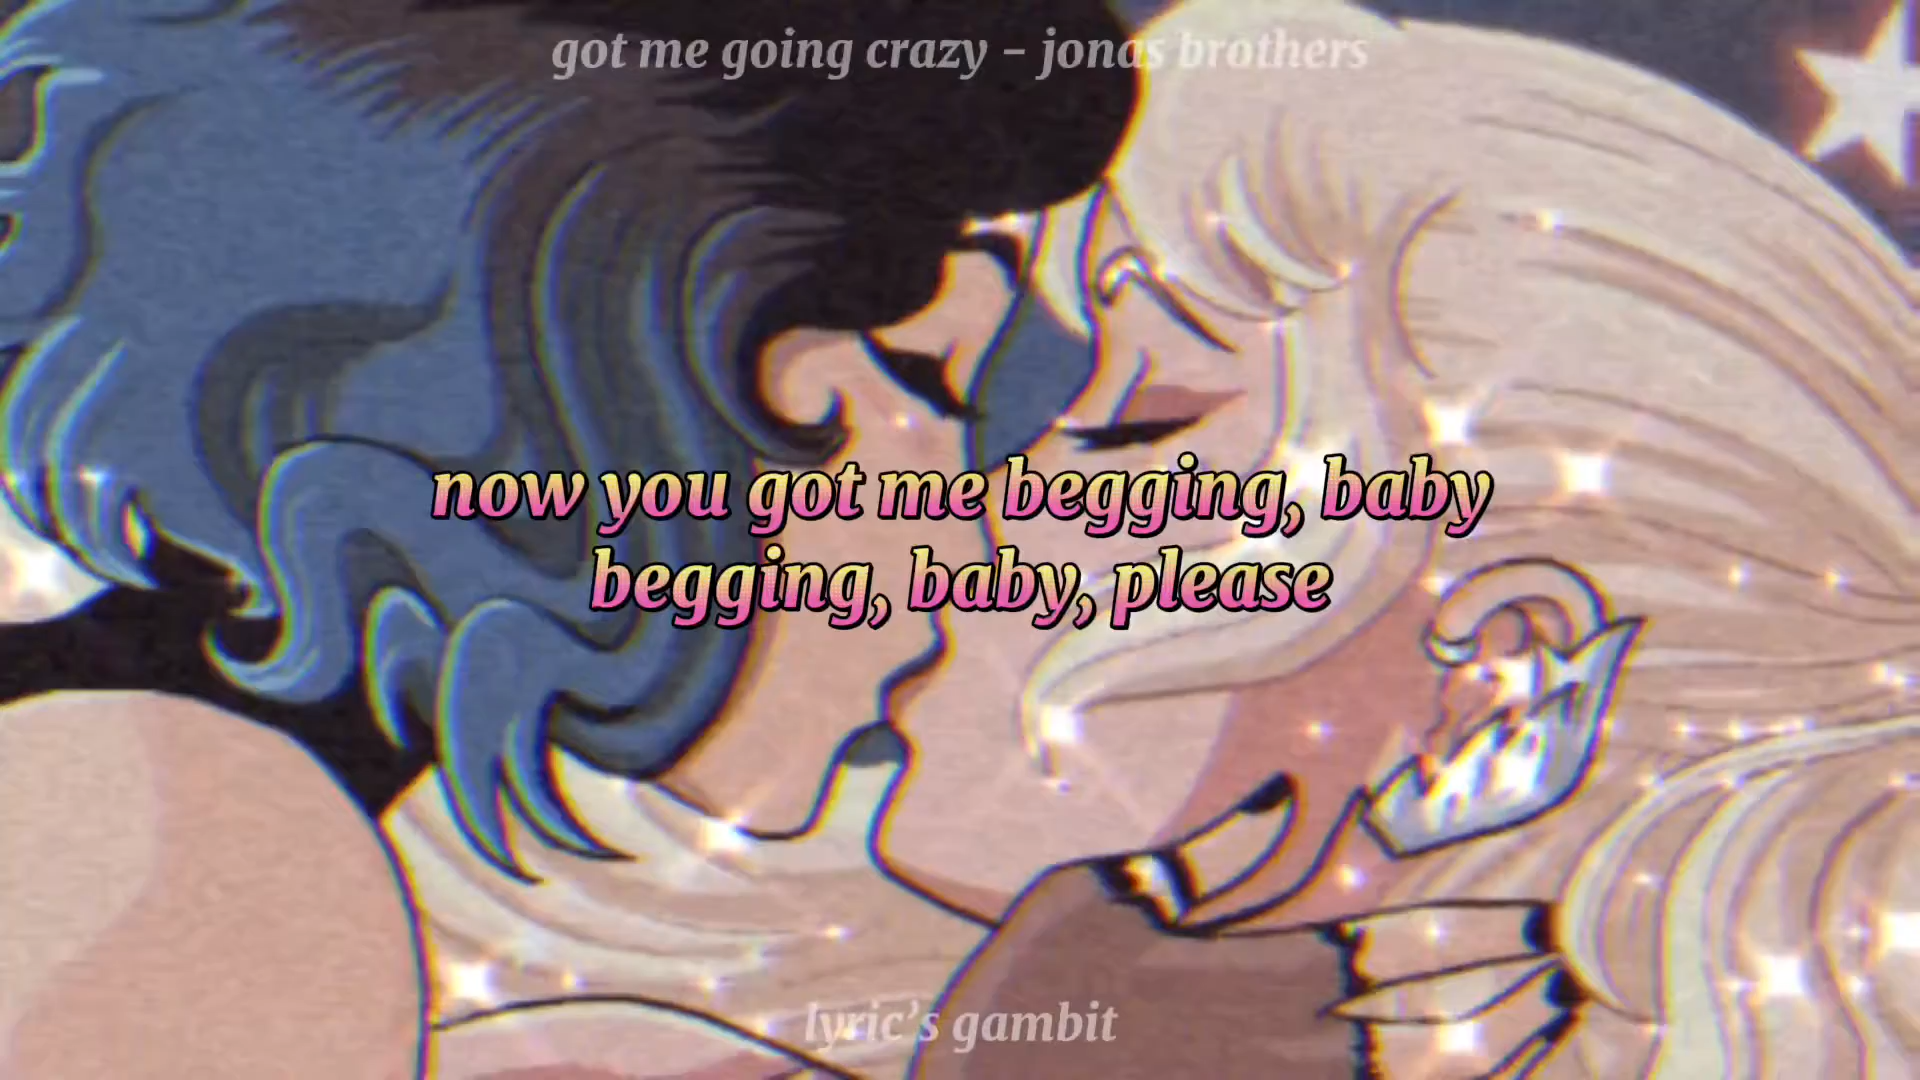 got me going crazy - jonas brothers
now you got me begging, baby
begging, baby, please
lyric's gambit